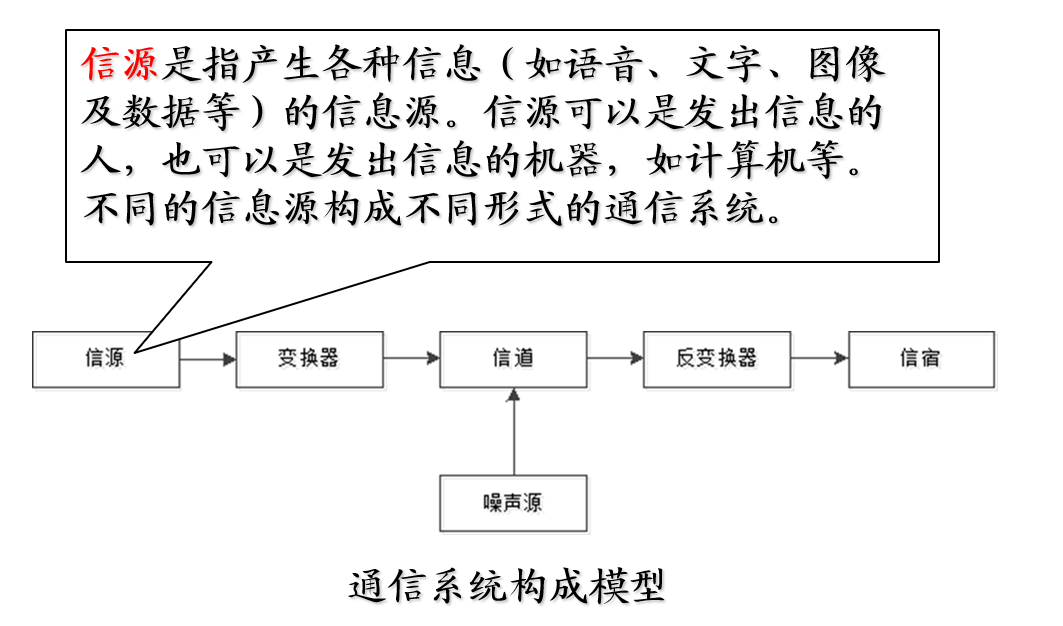 信源是指产生各种信息（如语音、文字、图像
及数据等）的信息源。信源可以是发出信息的
人，也可以是发出信息的机器，如计算机等。
不同的信息源构成不同形式的通信系统。
信源
变换器
信道
反变换器
信宿
噪声源
通信系统构成模型